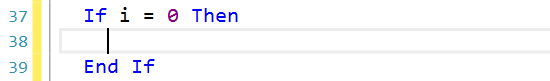 37 If i = 0 Then
38
39 End If